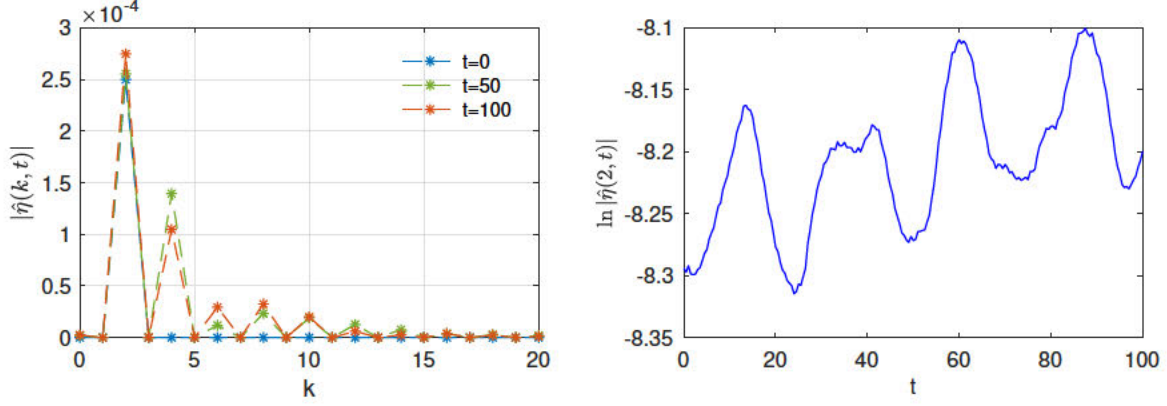 ×10⁻⁴
3
2.5
2
1.5
1
0.5
0
|η̂(k, t)|
t=0
t=50
t=100
0 5 10 15 20
k
-8.1
-8.15
-8.2
-8.25
-8.3
-8.35
ln |η̂(2, t)|
0 20 40 60 80 100
t